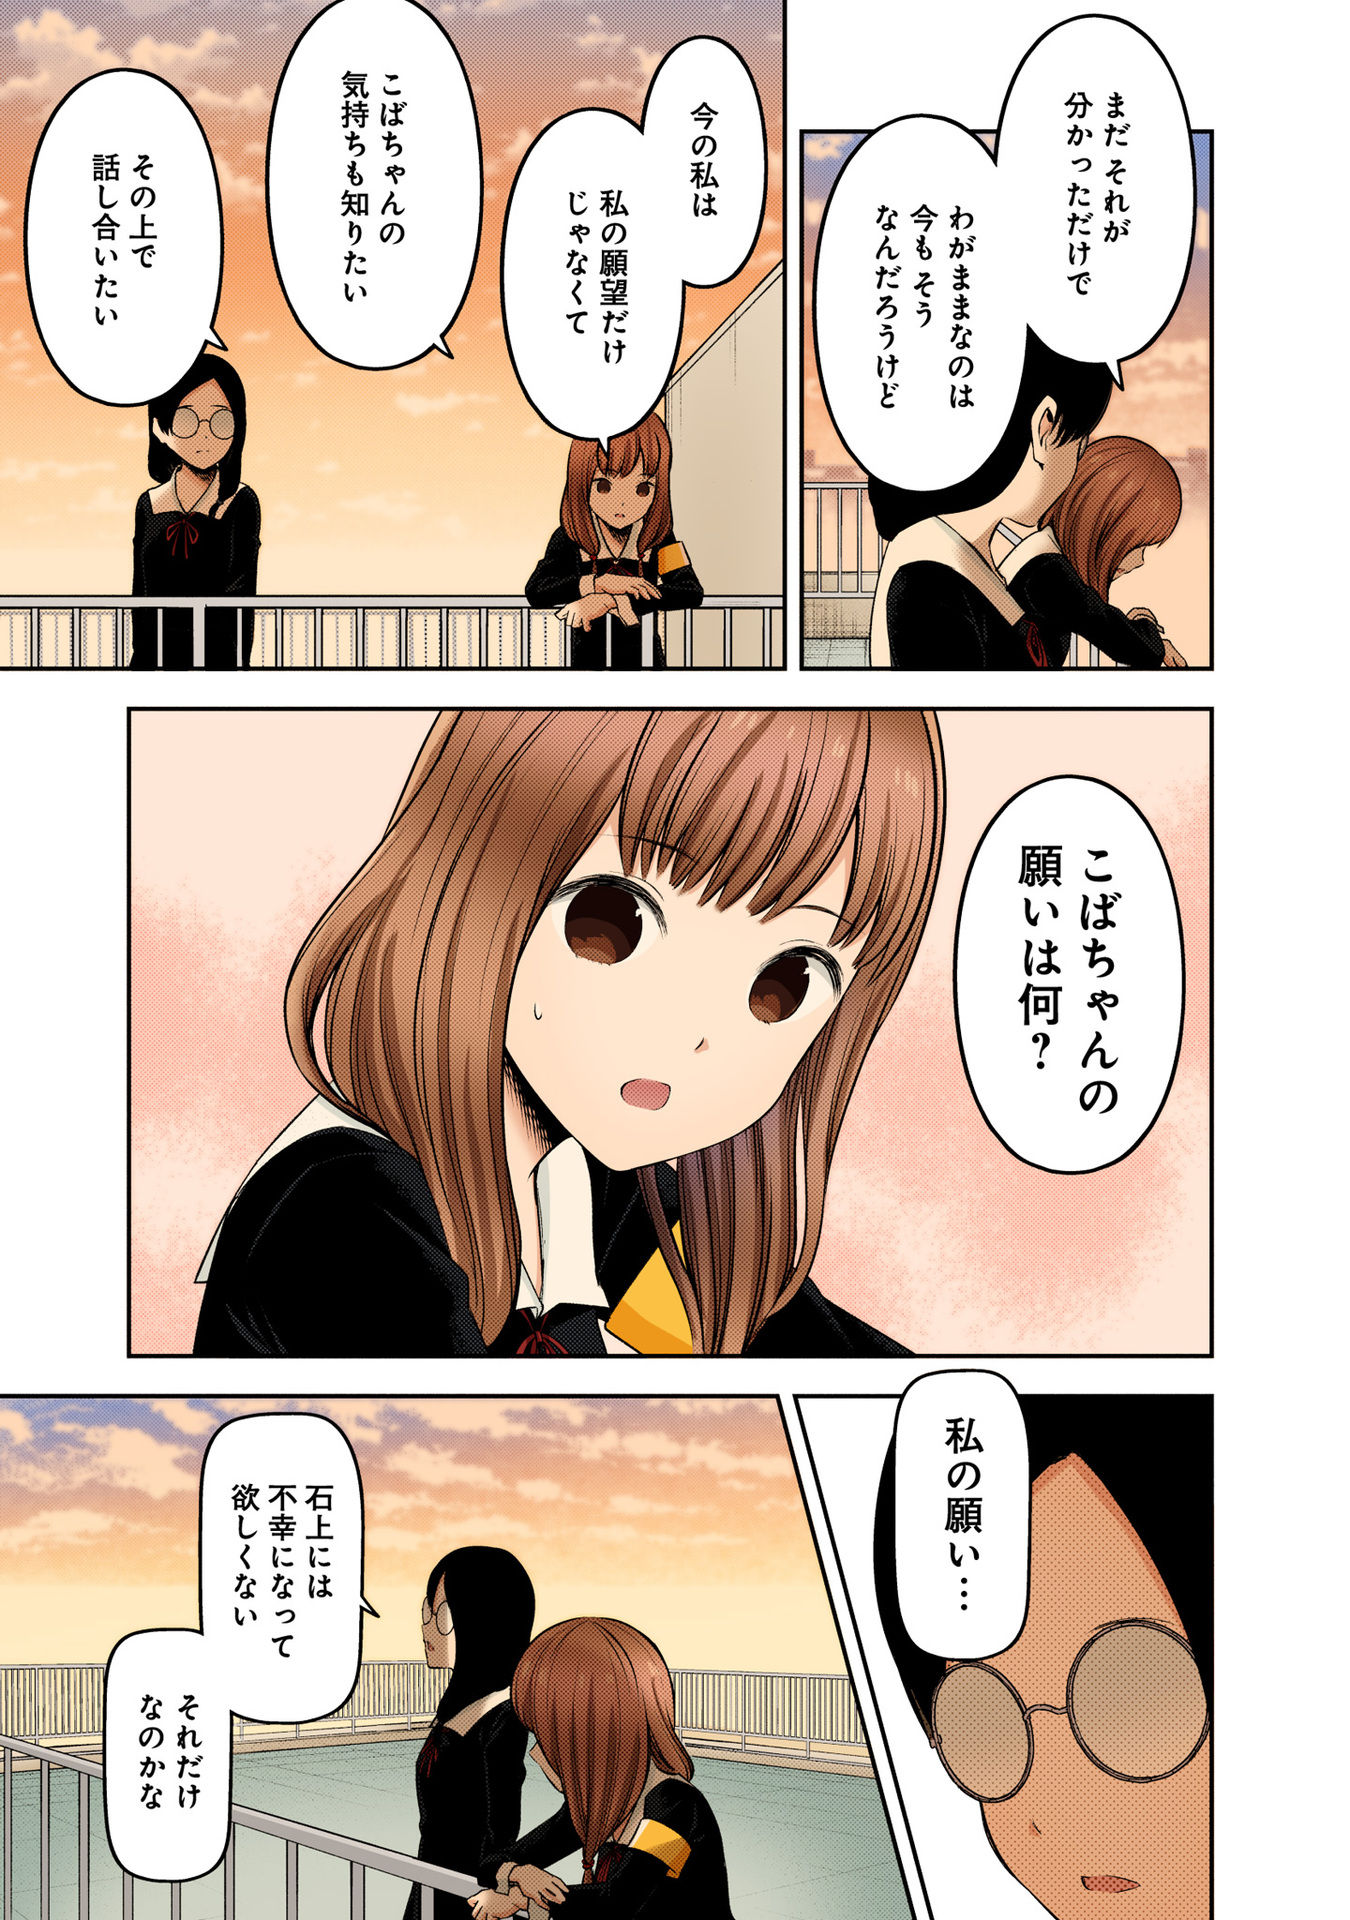 まだそれが
分かっただけで
わがままなのは
今もそう
なんだろうけど
今の私は
私の願望だけ
じゃなくて
こばちゃんの
気持ちも知りたい
その上で
話し合いたい
こばちゃんの
願いは何？
私の願い…
石上には
不幸になって
欲しくない
それだけ
なのかな